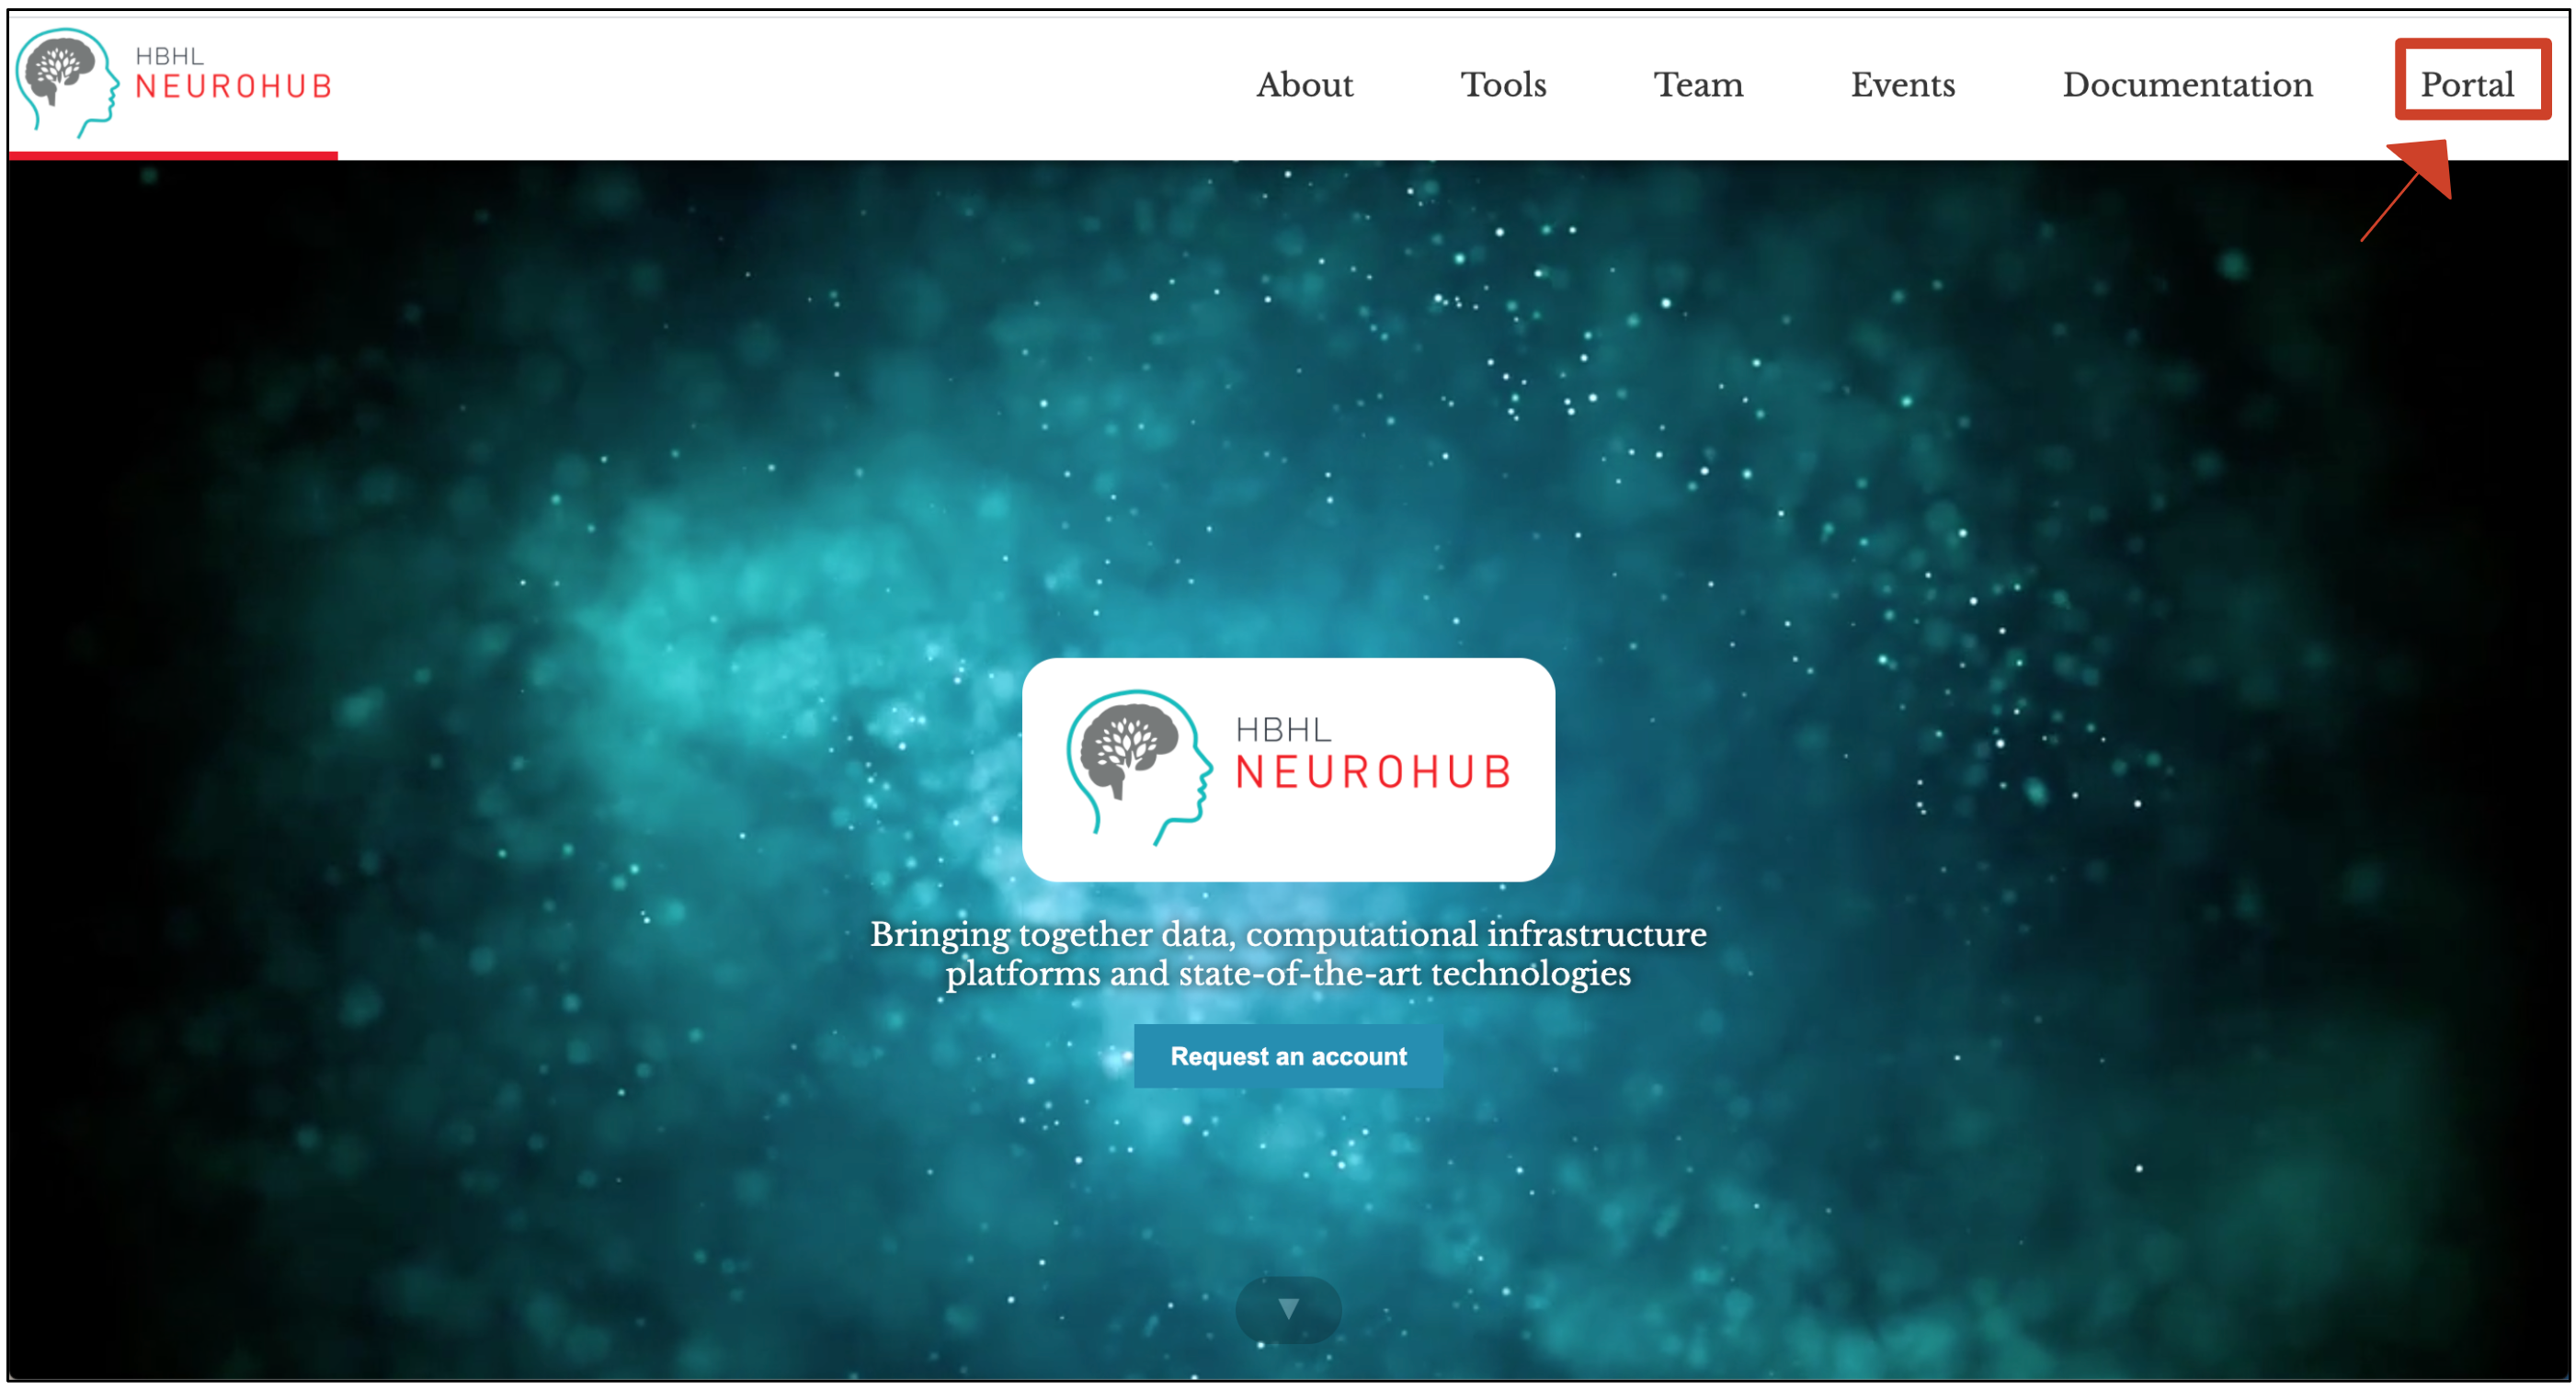 HBHL
NEUROHUB
About Tools Team Events Documentation Portal
HBHL
NEUROHUB
Bringing together data, computational infrastructure
platforms and state-of-the-art technologies
Request an account